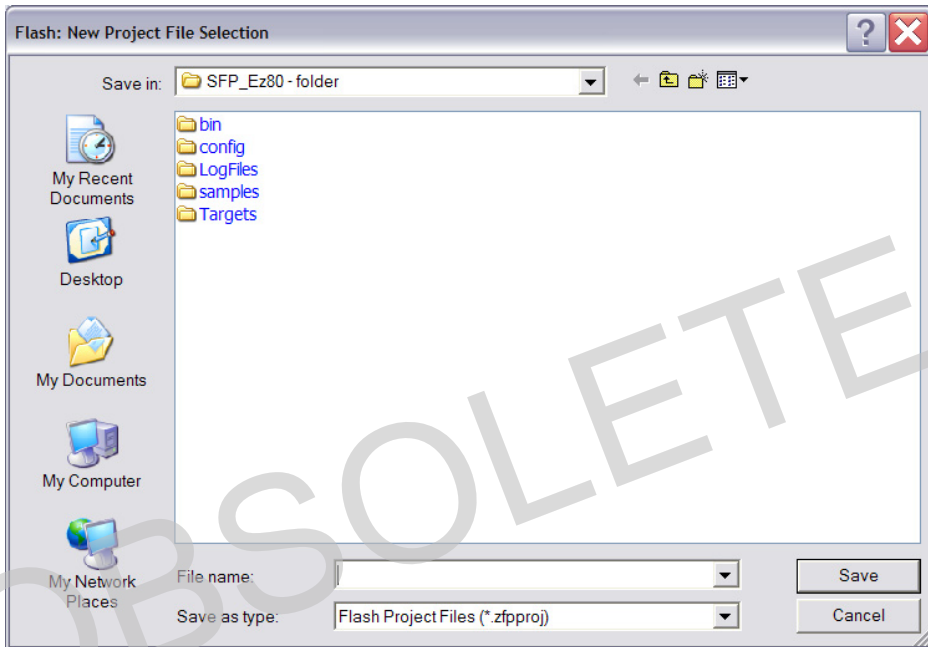 Flash: New Project File Selection
Save in:
SFP_Ez80 - folder
My Recent
Documents
Desktop
My Documents
My Computer
My Network
Places
bin
config
LogFiles
samples
Targets
File name:
Save
Save as type:
Flash Project Files (*.zfpproj)
Cancel
OBSOLETE